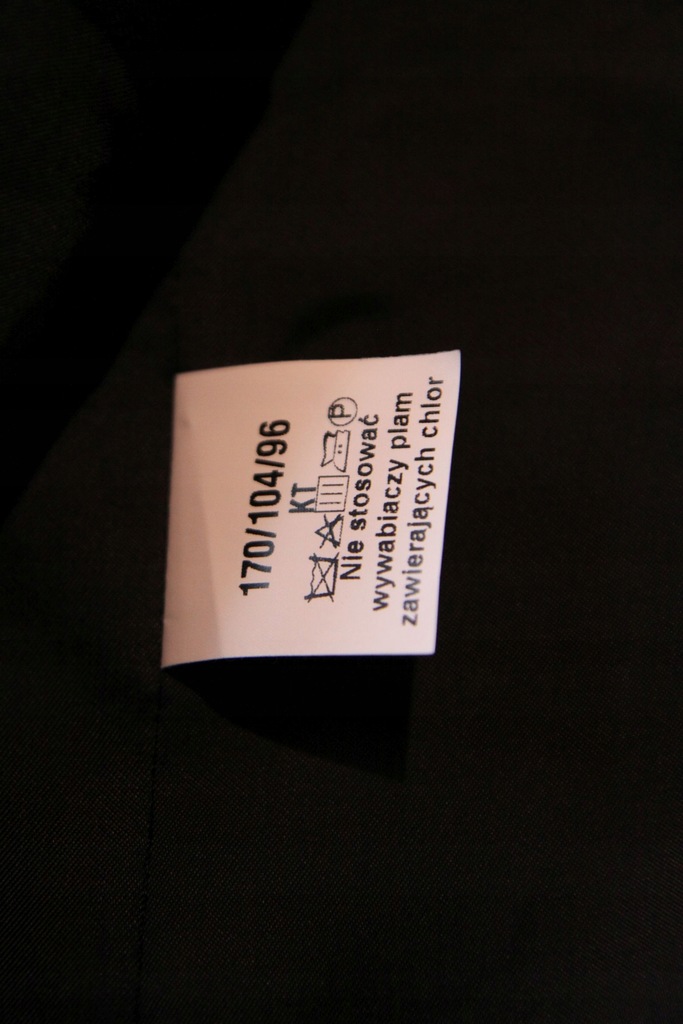 170/104/96
KT
P
Nie stosować
wywabiaczy plam
zawierających chlor